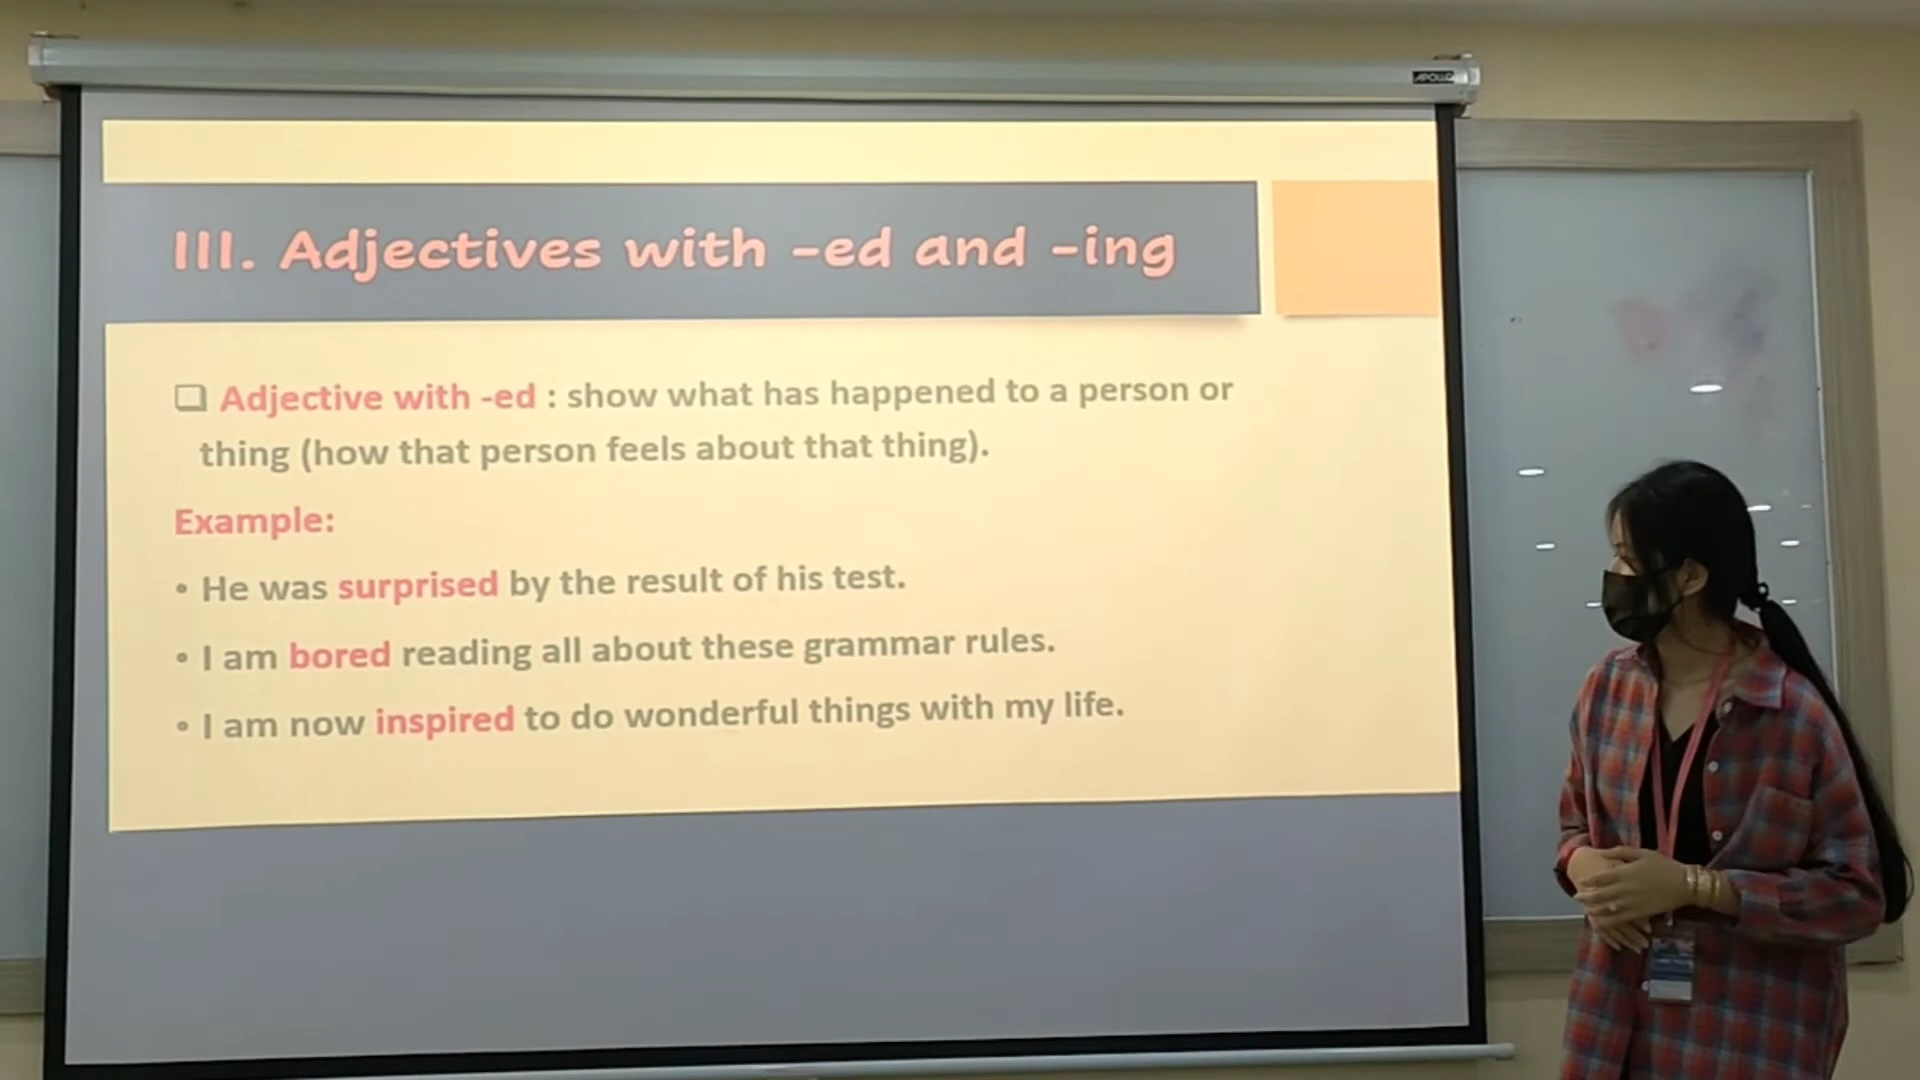 APOLLO
III. Adjectives with -ed and -ing
❑ Adjective with -ed : show what has happened to a person or
thing (how that person feels about that thing).
Example:
• He was surprised by the result of his test.
• I am bored reading all about these grammar rules.
• I am now inspired to do wonderful things with my life.